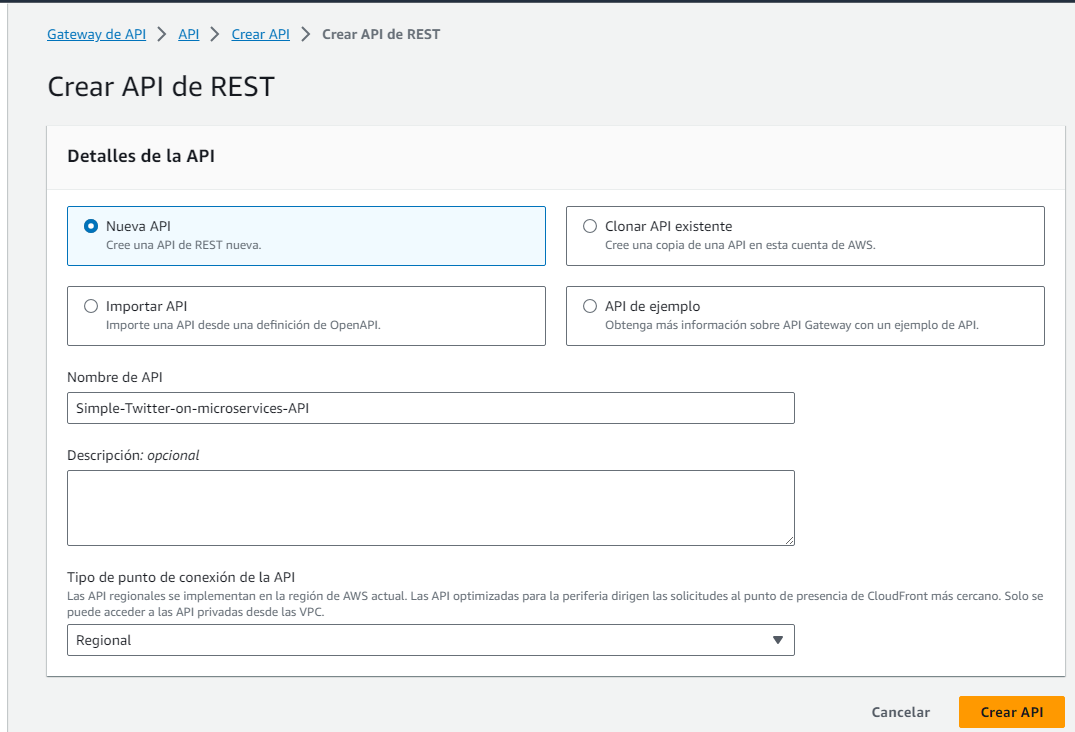 Gateway de API > API > Crear API > Crear API de REST
Crear API de REST
Detalles de la API
Nueva API
Cree una API de REST nueva.
Clonar API existente
Cree una copia de una API en esta cuenta de AWS.
Importar API
Importe una API desde una definición de OpenAPI.
API de ejemplo
Obtenga más información sobre API Gateway con un ejemplo de API.
Nombre de API
Simple-Twitter-on-microservices-API
Descripción: opcional
Tipo de punto de conexión de la API
Las API regionales se implementan en la región de AWS actual. Las API optimizadas para la periferia dirigen las solicitudes al punto de presencia de CloudFront más cercano. Solo se
puede acceder a las API privadas desde las VPC.
Regional
Cancelar
Crear API